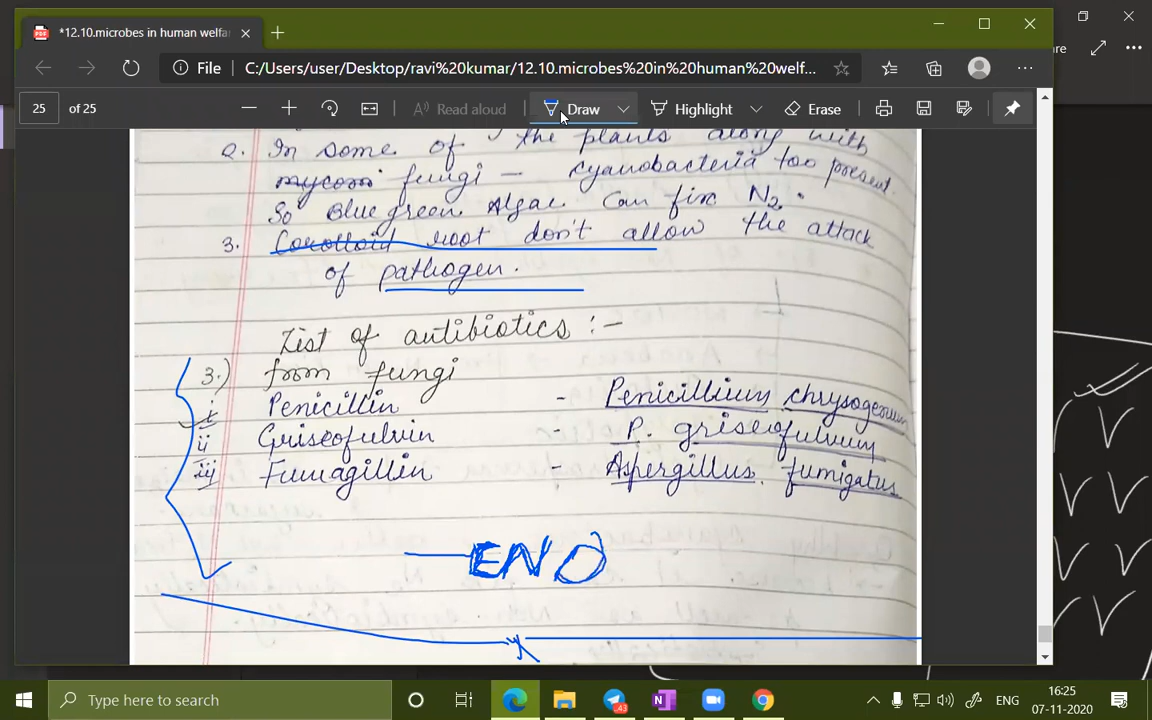 *12.10.microbes in human welfa
are
File
C:/Users/user/Desktop/ravi%20kumar/12.10.microbes%20in%20human%20welf...
25 of 25
Read aloud
Draw
Highlight
Erase
2. In some of the plants along with
mycorr fungi - cyanobacteria too present.
So Blue green Algae Can fix N2.
3. Corolloid root don't allow the attack
of pathogen.
List of antibiotics :-
3.) from fungi
i Penicillin - Penicillium chrysogenum
ii Griseofulvin - P. griseofulvum
iii Fumagillin - Aspergillus fumigatus
END
Type here to search
43
ENG
16:25
07-11-2020